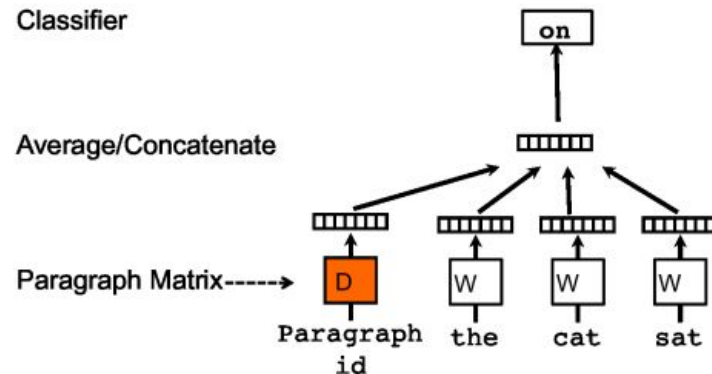 Classifier
on
Average/Concatenate
Paragraph Matrix
D
W
W
W
Paragraph
id
the
cat
sat